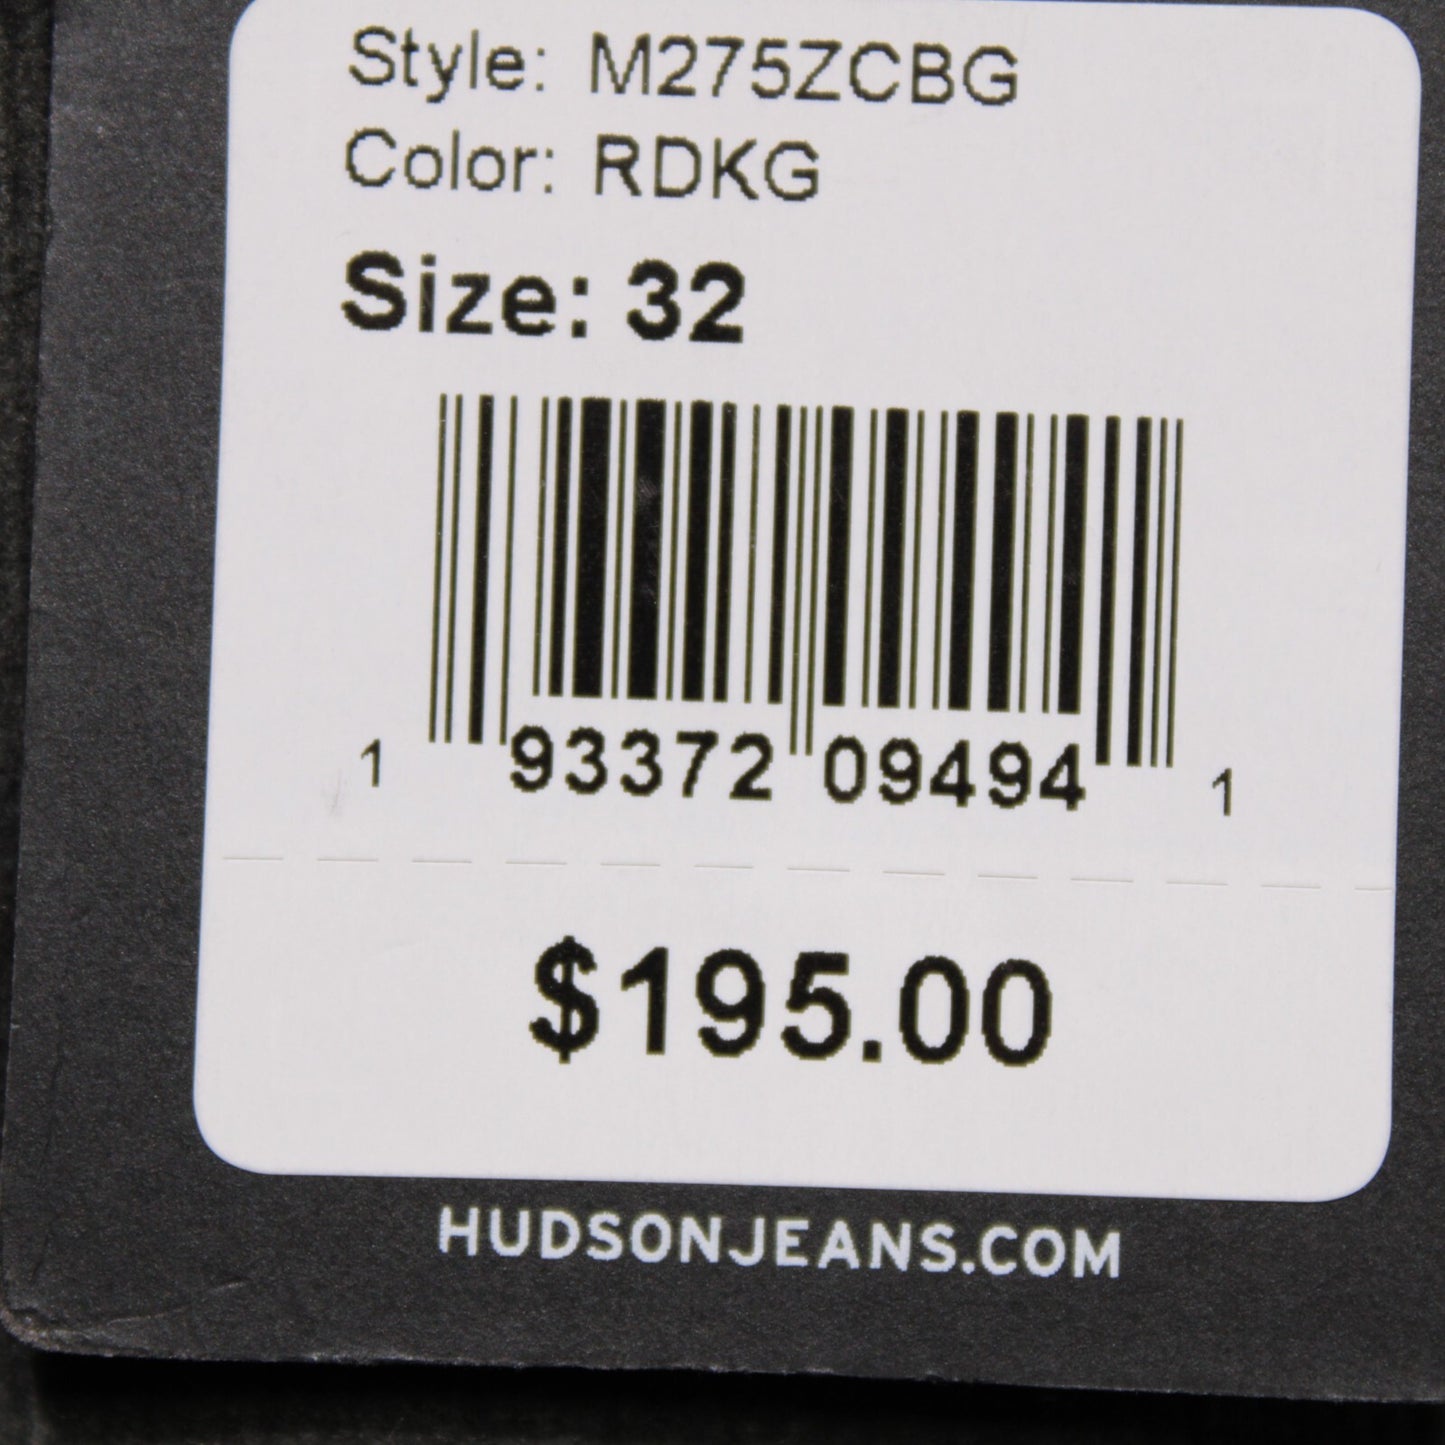 Style: M275ZCBG
Color: RDKG
Size: 32
1 93372 09494 1
$195.00
HUDSONJEANS.COM